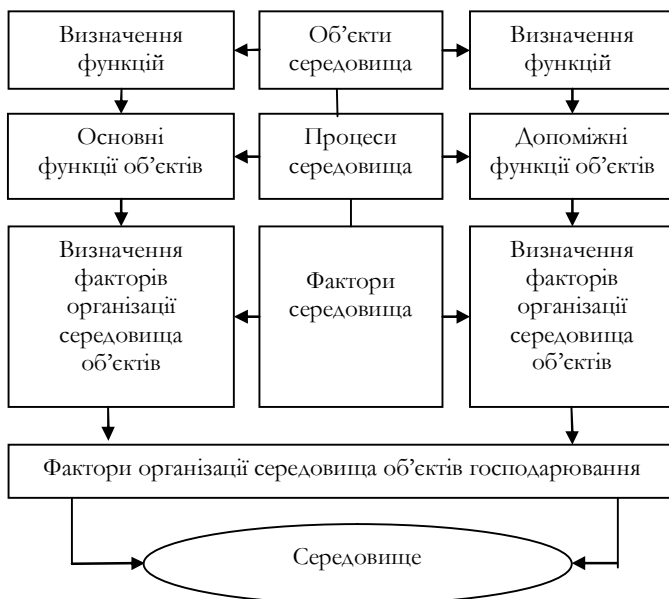 Визначення
функцій
Об’єкти
середовища
Визначення
функцій
Основні
функції об’єктів
Процеси
середовища
Допоміжні
функції об’єктів
Визначення
факторів
організації
середовища
об’єктів
Фактори
середовища
Визначення
факторів
організації
середовища
об’єктів
Фактори організації середовища об’єктів господарювання
Середовище